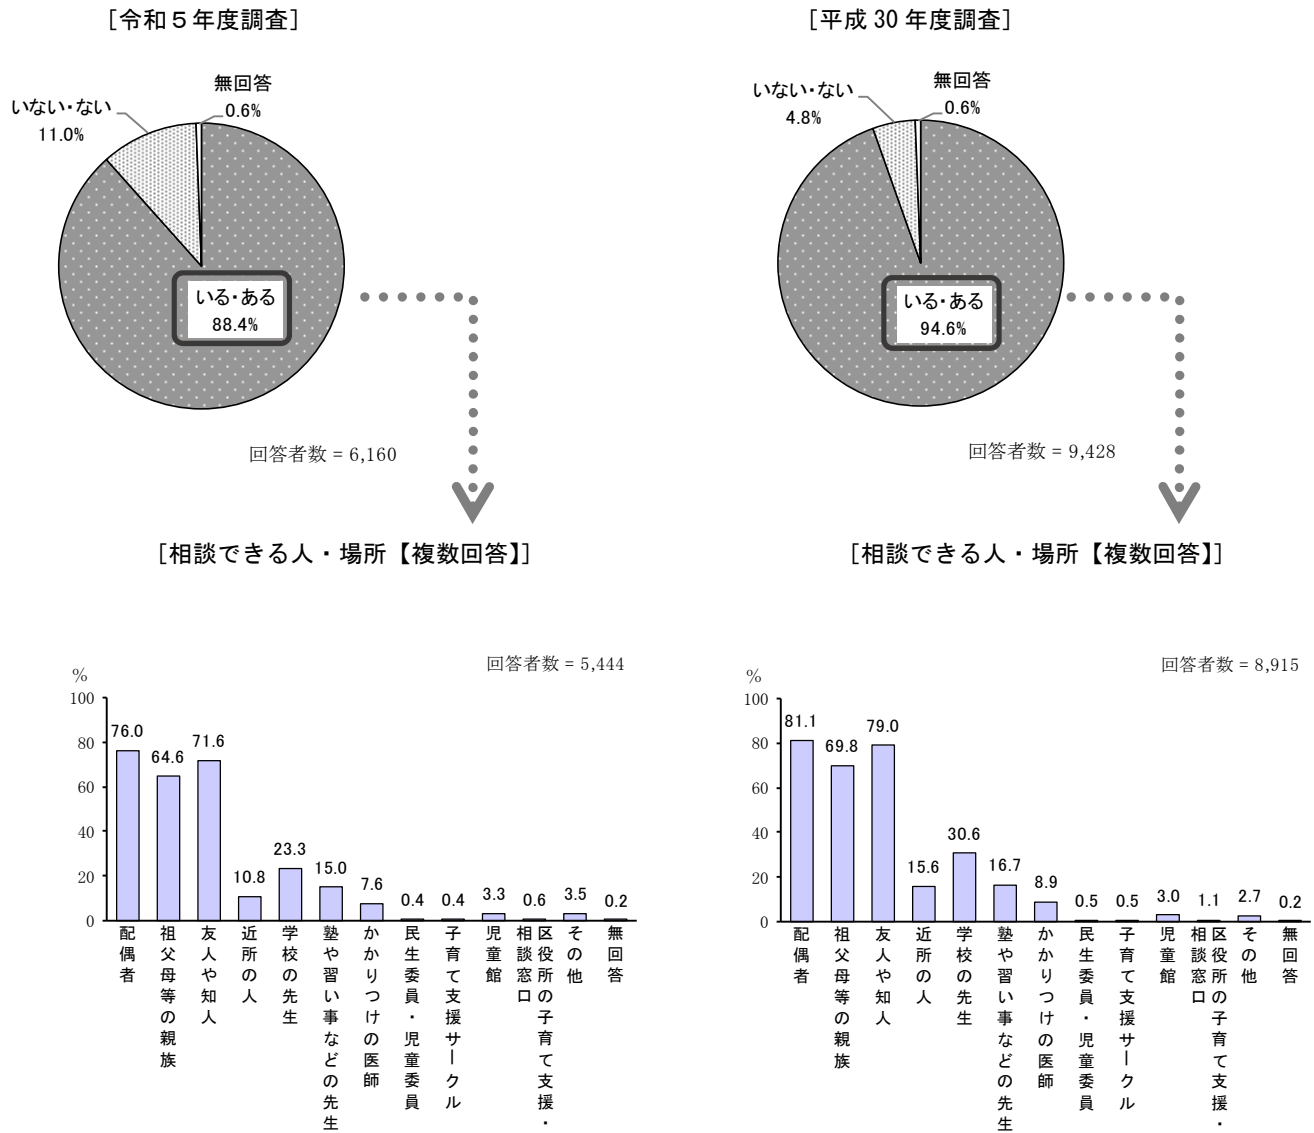 ［令和５年度調査］
無回答
0.6%
いない・ない
11.0%
いる・ある
88.4%
回答者数 = 6,160
［平成 30 年度調査］
無回答
0.6%
いない・ない
4.8%
いる・ある
94.6%
回答者数 = 9,428
［相談できる人・場所【複数回答】］
回答者数 = 5,444
%
100
80
60
40
20
0
76.0
64.6
71.6
10.8
23.3
15.0
7.6
0.4
0.4
3.3
0.6
3.5
0.2
配偶者
祖父母等の親族
友人や知人
近所の人
学校の先生
塾や習い事などの先生
かかりつけの医師
民生委員・児童委員
子育て支援サークル
児童館
区役所の子育て支援・
相談窓口
その他
無回答
［相談できる人・場所【複数回答】］
回答者数 = 8,915
%
100
80
60
40
20
0
81.1
69.8
79.0
15.6
30.6
16.7
8.9
0.5
0.5
3.0
1.1
2.7
0.2
配偶者
祖父母等の親族
友人や知人
近所の人
学校の先生
塾や習い事などの先生
かかりつけの医師
民生委員・児童委員
子育て支援サークル
児童館
区役所の子育て支援・
相談窓口
その他
無回答